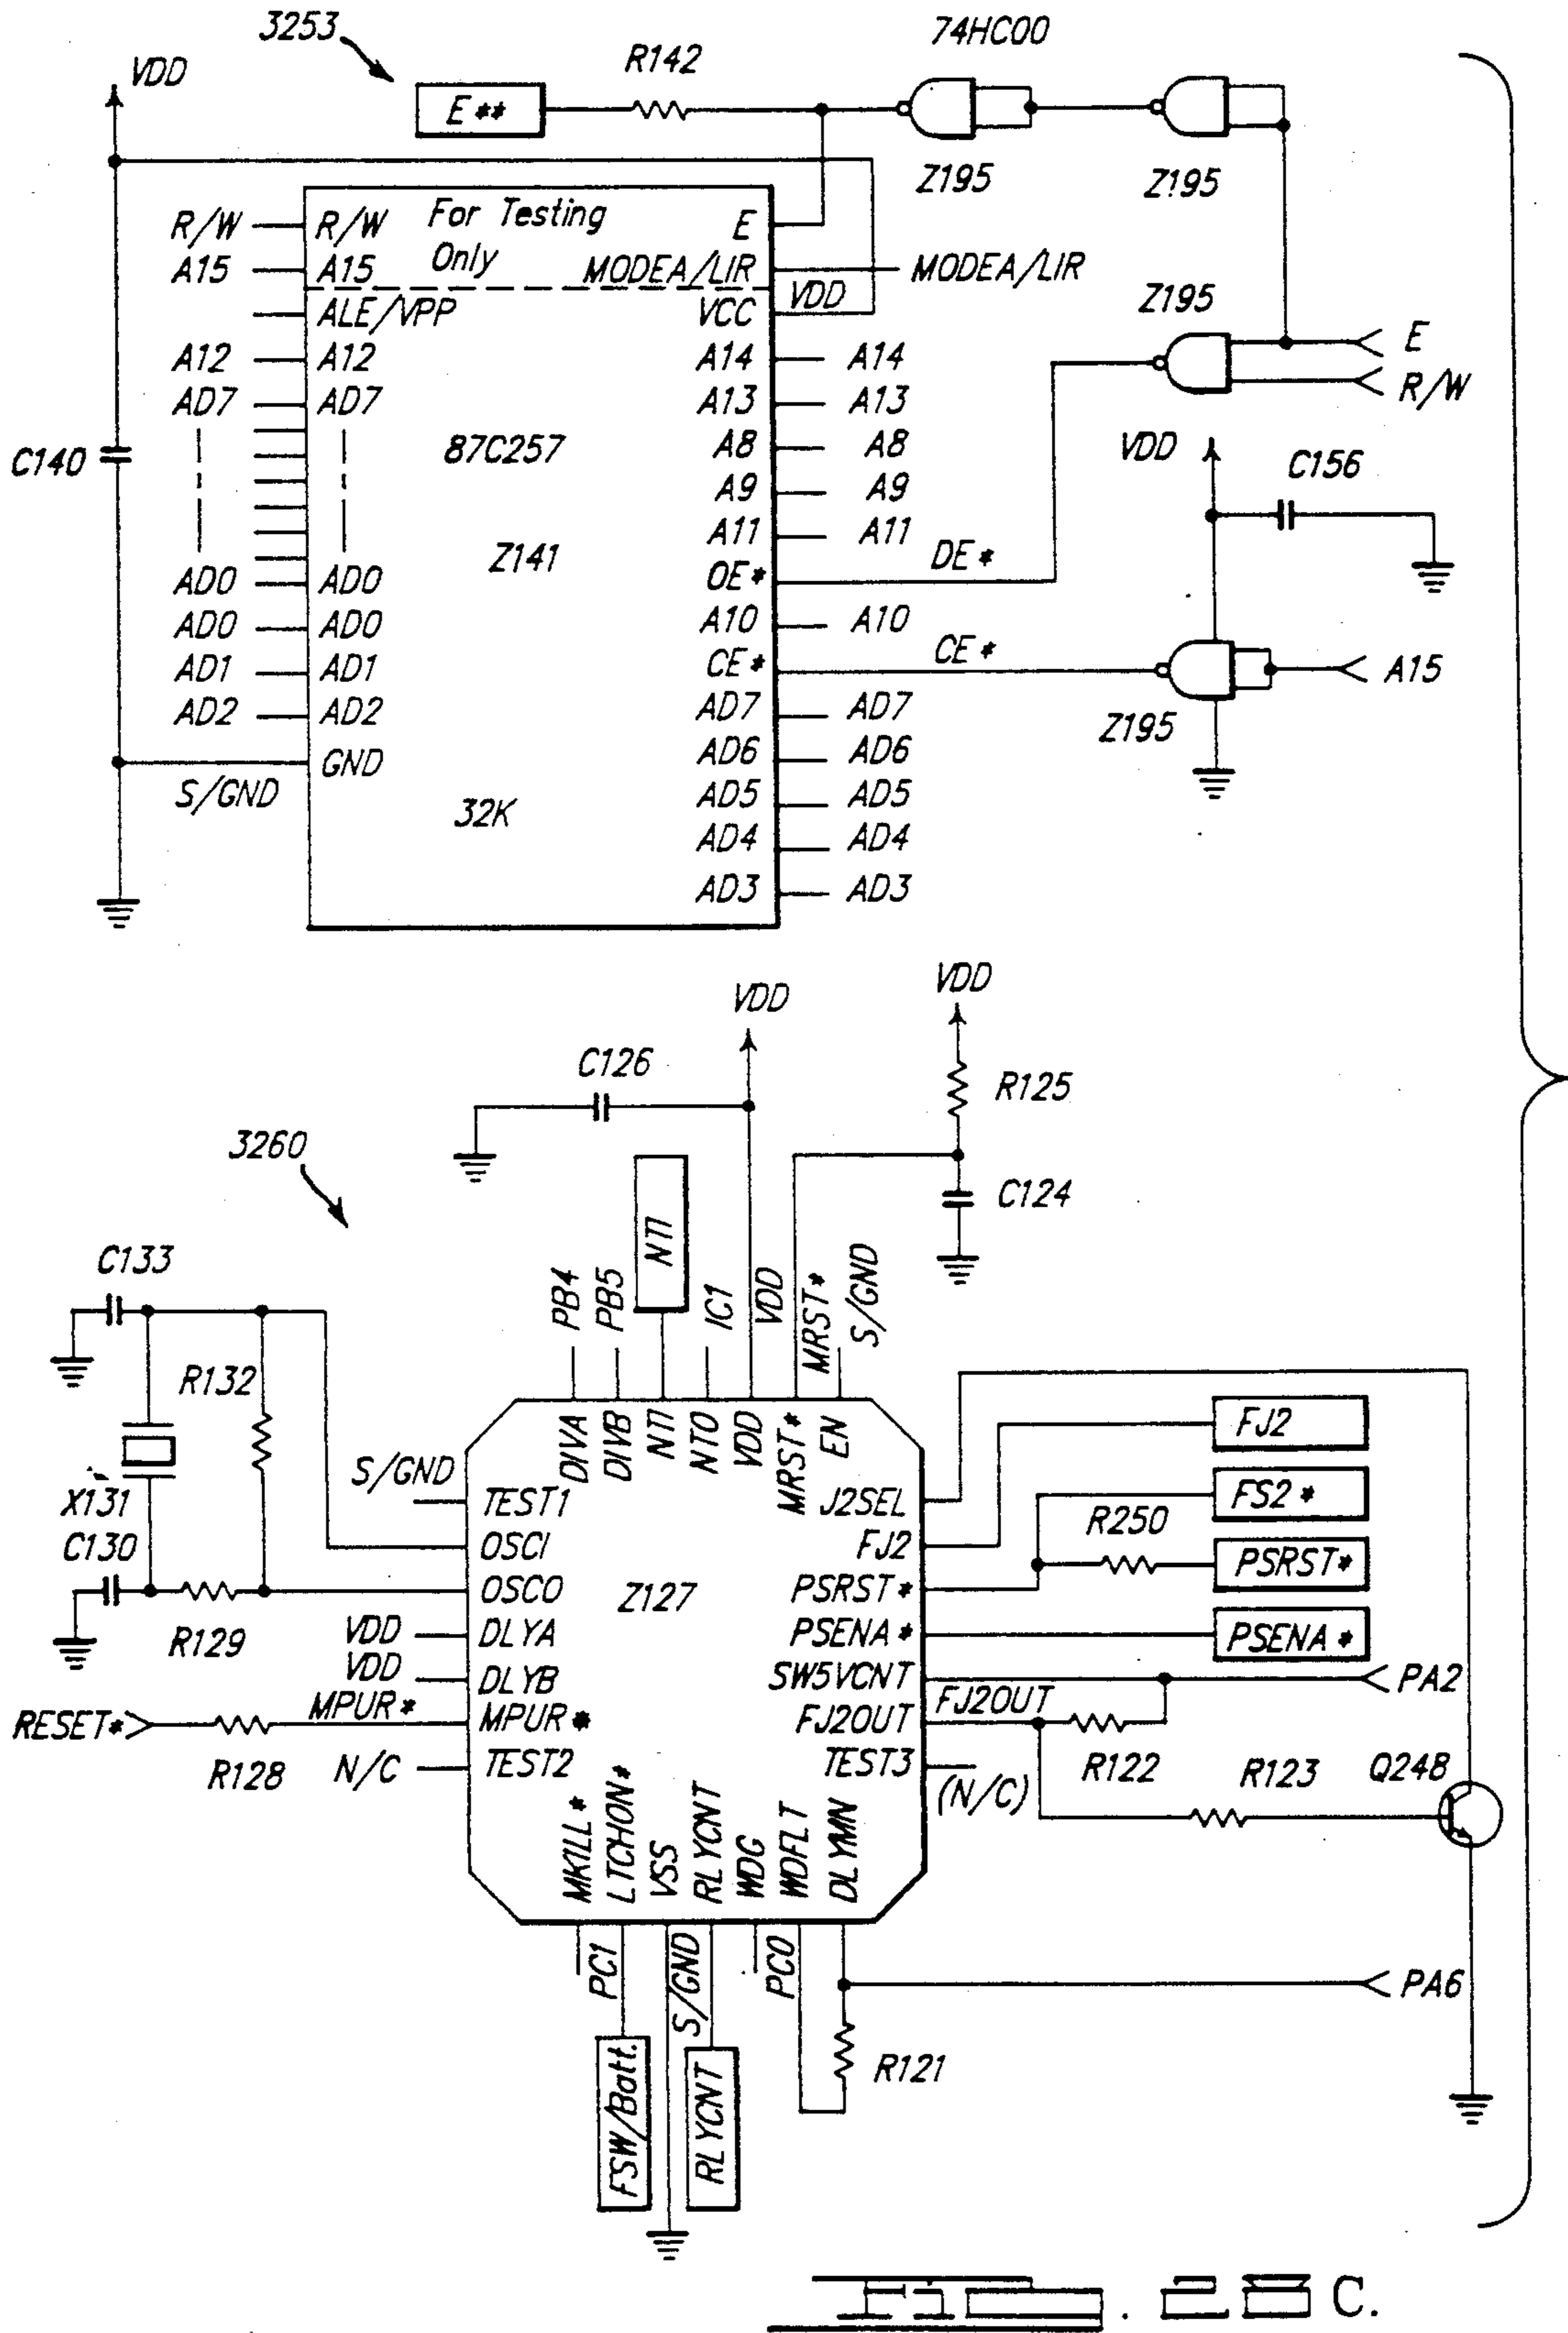 3253
74HC00
VDD
R142
E**
Z195
Z195
R/W R/W For Testing Only E
A15 A15 MODEA/LIR MODEA/LIR
ALE/VPP VCC VDD
Z195
E
R/W
A12 A12 A14 A14
AD7 AD7 A13 A13
C140
87C257
A8 A8
VDD
C156
A9 A9
A11 A11
Z141
DE*
AD0 AD0 OE*
AD0 AD0 A10 A10
AD1 AD1 CE* CE*
A15
AD2 AD2 AD7 AD7
Z195
GND AD6 AD6
S/GND
AD5 AD5
32K
AD4 AD4
AD3 AD3
VDD
VDD
C126
R125
3260
C124
NTI
C133
PB4
PB5
IC1
VDD
MRST*
S/GND
R132
DIVA
DIVB
NTI
NTO
VDD
MRST*
EN
FJ2
S/GND
TEST1
J2SEL
FS2*
X131
R250
C130
OSCI
FJ2
PSRST*
OSCO
Z127
PSRST*
R129
VDD
DLYA
PSENA*
PSENA*
VDD
DLYB
SW5VCNT
PA2
RESET*
MPUR*
MPUR*
FJ2OUT
FJ2OUT
R128
N/C
TEST2
TEST3
(N/C)
R122
R123
Q248
MKILL*
LTCHON*
VSS
RLYCNT
WDG
WDFLT
DLYMN
PC1
S/GND
PC0
PA6
R121
FSW/Batt.
RLYCNT
FIG. 28C.